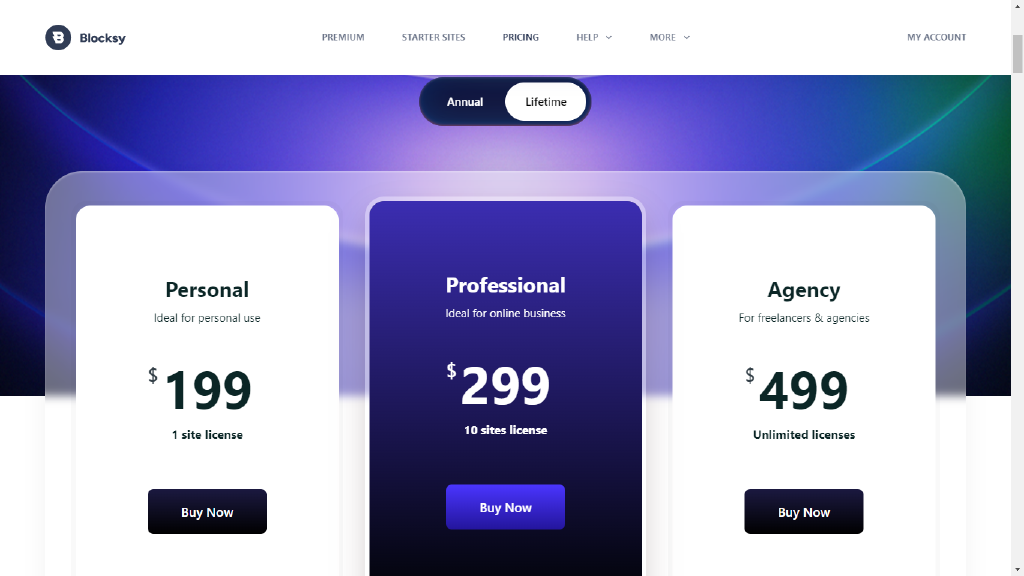 Blocksy
PREMIUM
STARTER SITES
PRICING
HELP
MORE
MY ACCOUNT
Annual
Lifetime
Personal
Ideal for personal use
$199
1 site license
Buy Now
Professional
Ideal for online business
$299
10 sites license
Buy Now
Agency
For freelancers & agencies
$499
Unlimited licenses
Buy Now